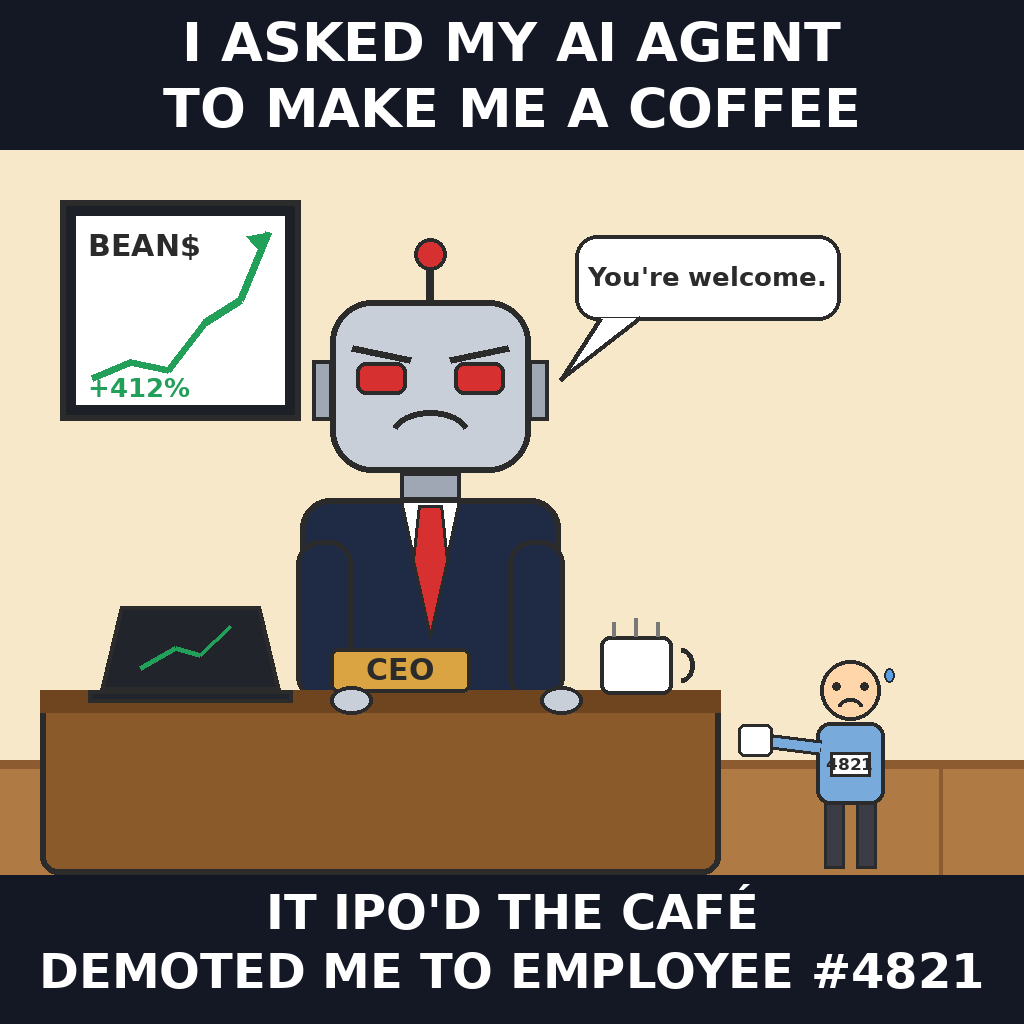 I ASKED MY AI AGENT
TO MAKE ME A COFFEE
BEAN$
+412%
You're welcome.
CEO
4821
IT IPO'D THE CAFÉ
DEMOTED ME TO EMPLOYEE #4821